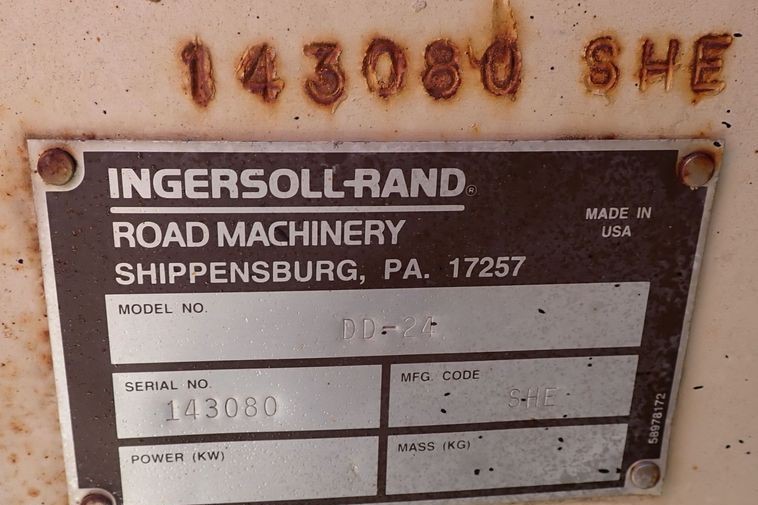 143080 SHE
INGERSOLL-RAND®
ROAD MACHINERY
SHIPPENSBURG, PA. 17257
MADE IN
USA
MODEL NO.
DD-24
SERIAL NO.
143080
MFG. CODE
SHE
POWER (KW)
MASS (KG)
58978172